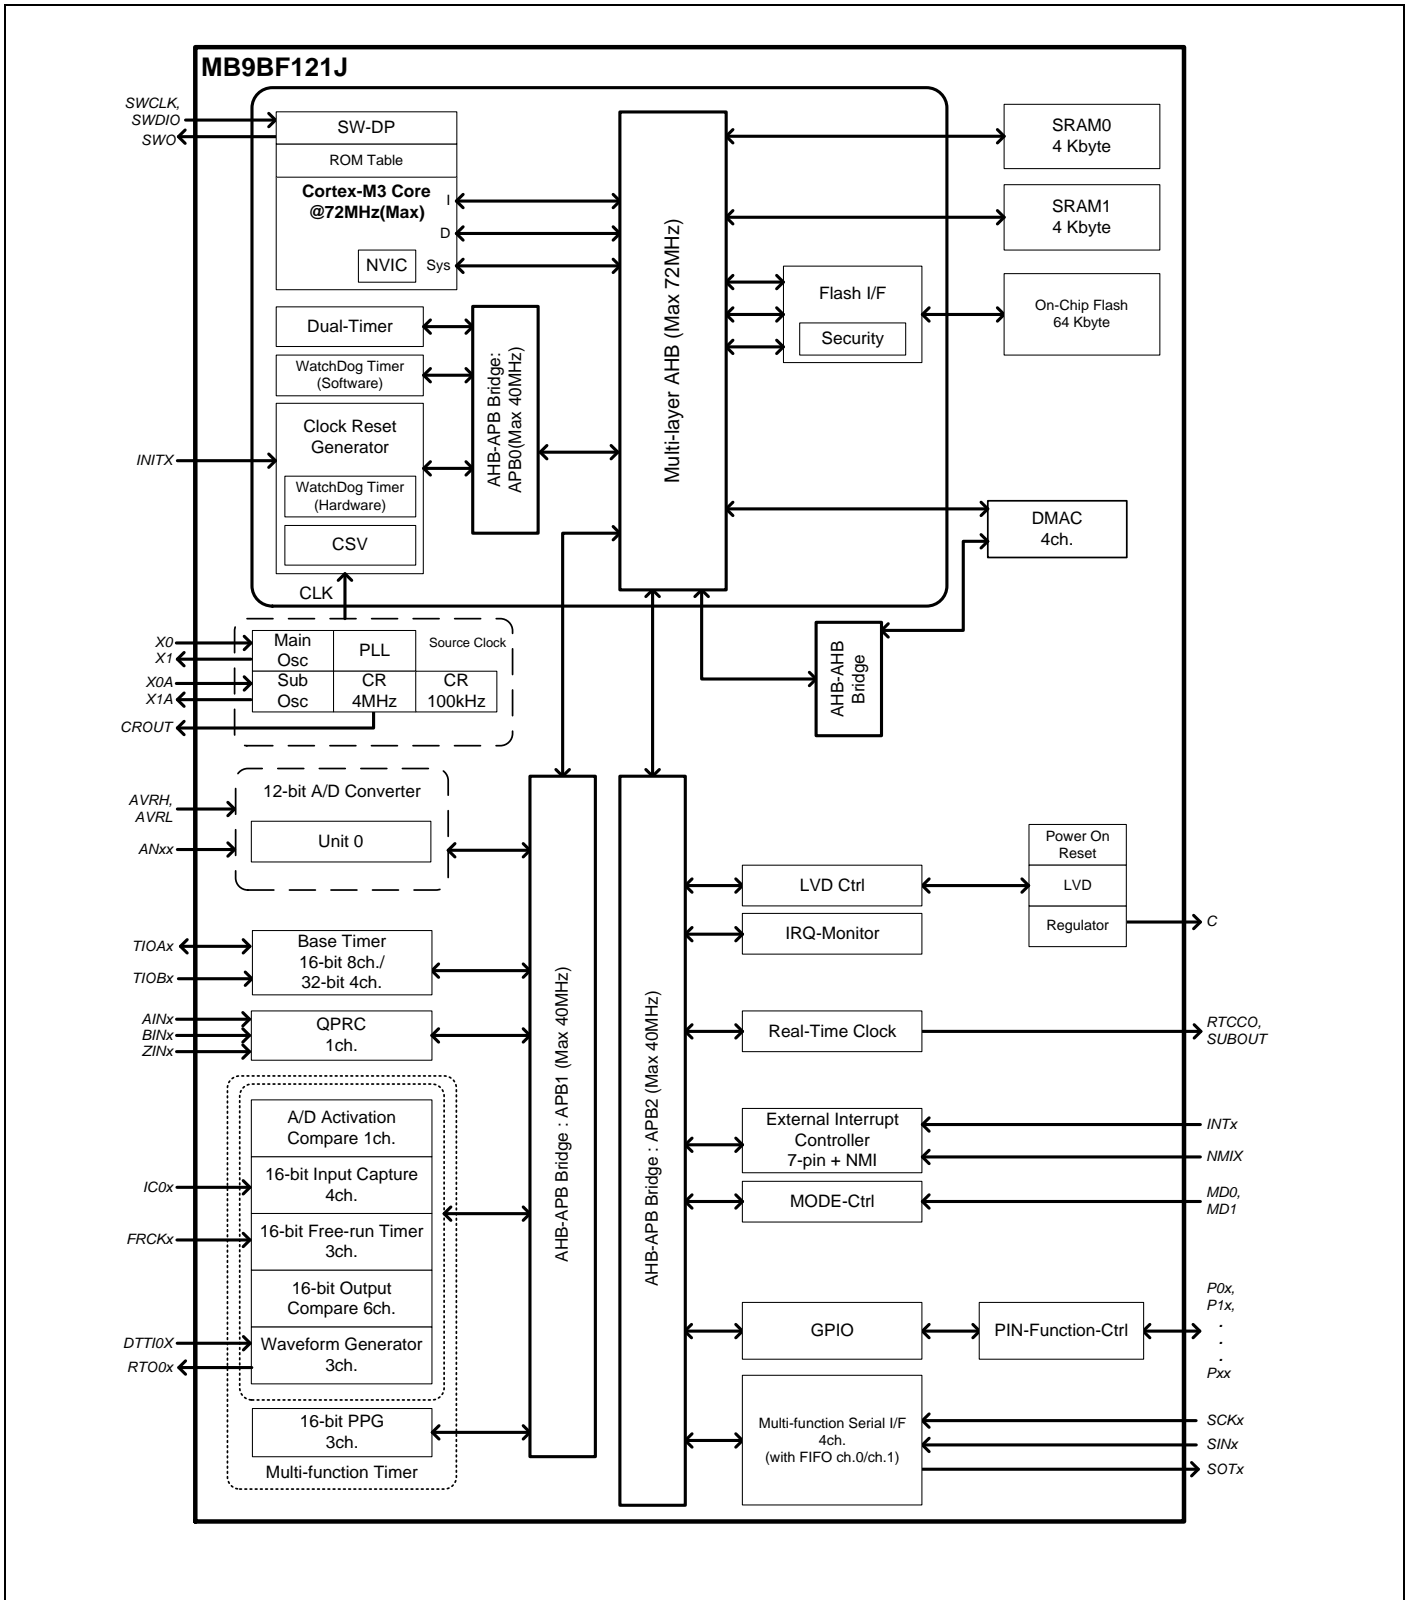 MB9BF121J
SWCLK,
SWDIO
SWO
SW-DP
ROM Table
Cortex-M3 Core
@72MHz(Max)
I
D
Sys
NVIC
Multi-layer AHB (Max 72MHz)
SRAM0
4 Kbyte
SRAM1
4 Kbyte
Flash I/F
Security
On-Chip Flash
64 Kbyte
Dual-Timer
WatchDog Timer
(Software)
AHB-APB Bridge:
APB0(Max 40MHz)
INITX
Clock Reset
Generator
WatchDog Timer
(Hardware)
CSV
CLK
DMAC
4ch.
AHB-AHB
Bridge
X0
X1
X0A
X1A
CROUT
Main
Osc
PLL
Source Clock
Sub
Osc
CR
4MHz
CR
100kHz
AVRH,
AVRL
ANxx
12-bit A/D Converter
Unit 0
AHB-APB Bridge : APB1 (Max 40MHz)
AHB-APB Bridge : APB2 (Max 40MHz)
Power On
Reset
LVD
Regulator
C
LVD Ctrl
IRQ-Monitor
TIOAx
TIOBx
Base Timer
16-bit 8ch./
32-bit 4ch.
AINx
BINx
ZINx
QPRC
1ch.
Real-Time Clock
RTCCO,
SUBOUT
A/D Activation
Compare 1ch.
IC0x
16-bit Input Capture
4ch.
FRCKx
16-bit Free-run Timer
3ch.
16-bit Output
Compare 6ch.
DTTI0X
RTO0x
Waveform Generator
3ch.
16-bit PPG
3ch.
Multi-function Timer
External Interrupt
Controller
7-pin + NMI
INTx
NMIX
MODE-Ctrl
MD0,
MD1
GPIO
PIN-Function-Ctrl
P0x,
P1x,
.
.
.
Pxx
Multi-function Serial I/F
4ch.
(with FIFO ch.0/ch.1)
SCKx
SINx
SOTx